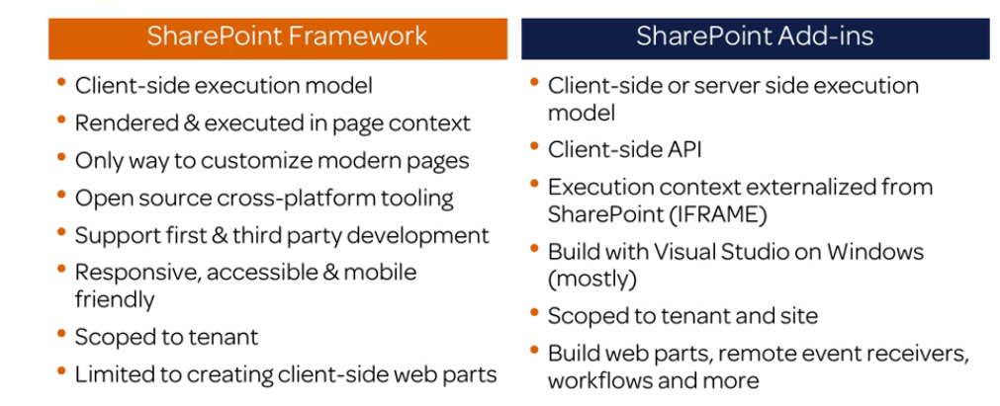 SharePoint Framework
• Client-side execution model
• Rendered & executed in page context
• Only way to customize modern pages
• Open source cross-platform tooling
• Support first & third party development
• Responsive, accessible & mobile
friendly
• Scoped to tenant
• Limited to creating client-side web parts
SharePoint Add-ins
• Client-side or server side execution
model
• Client-side API
• Execution context externalized from
SharePoint (IFRAME)
• Build with Visual Studio on Windows
(mostly)
• Scoped to tenant and site
• Build web parts, remote event receivers,
workflows and more